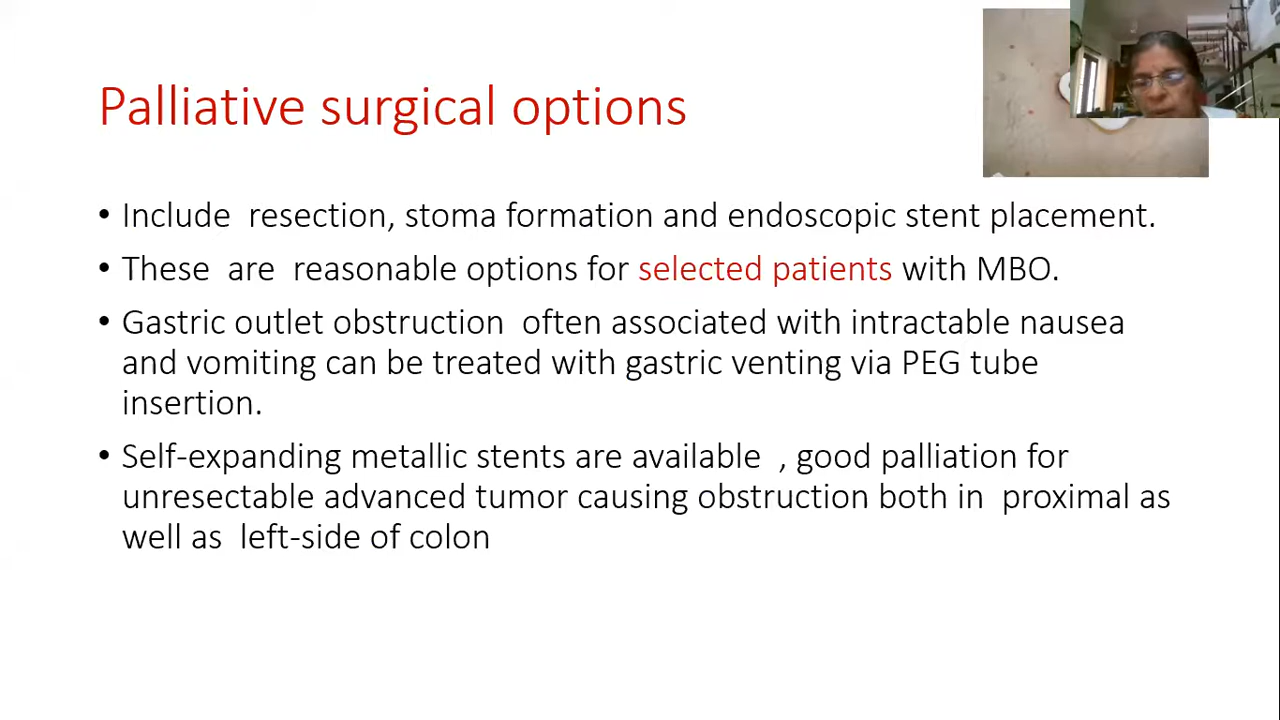 Palliative surgical options
• Include resection, stoma formation and endoscopic stent placement.
• These are reasonable options for selected patients with MBO.
• Gastric outlet obstruction often associated with intractable nausea
and vomiting can be treated with gastric venting via PEG tube
insertion.
• Self-expanding metallic stents are available , good palliation for
unresectable advanced tumor causing obstruction both in proximal as
well as left-side of colon